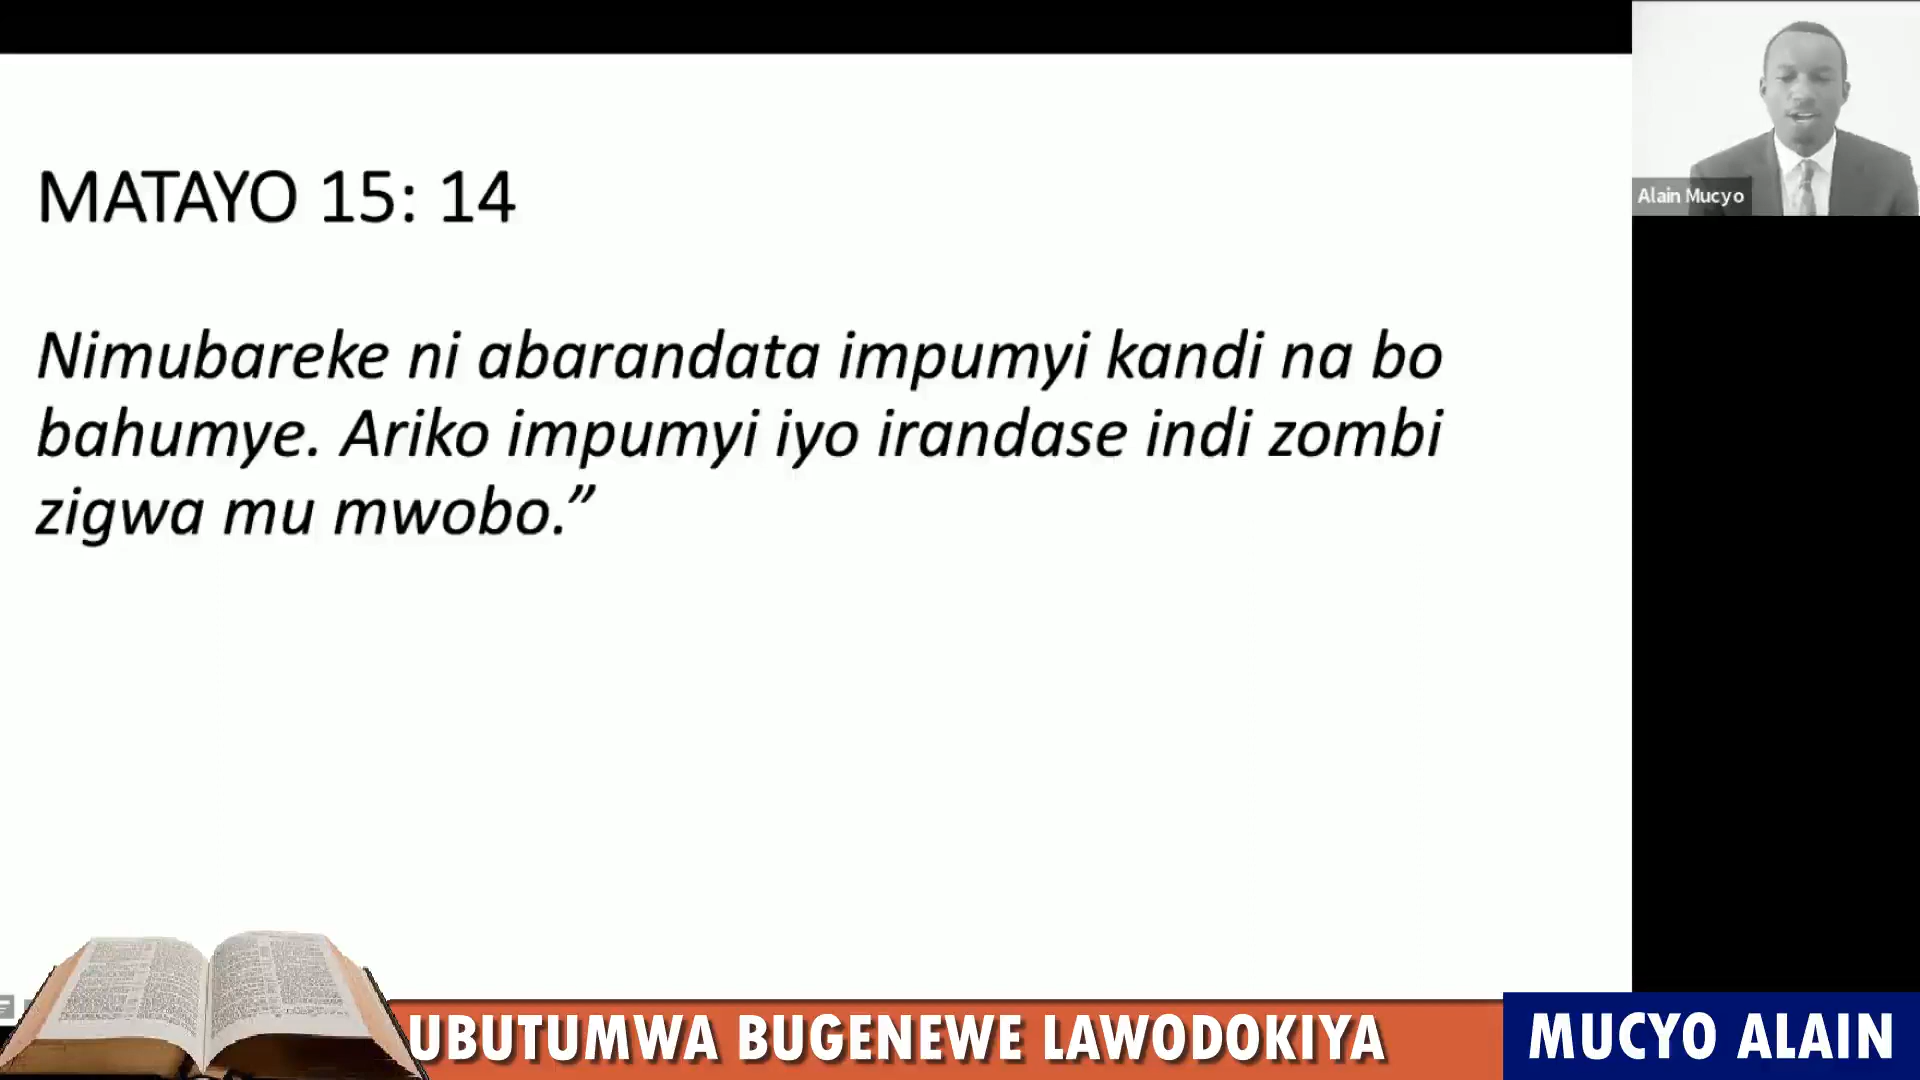 MATAYO 15: 14
Nimubareke ni abarandata impumyi kandi na bo
bahumye. Ariko impumyi iyo irandase indi zombi
zigwa mu mwobo.”
Alain Mucyo
UBUTUMWA BUGENEWE LAWODOKIYA
MUCYO ALAIN